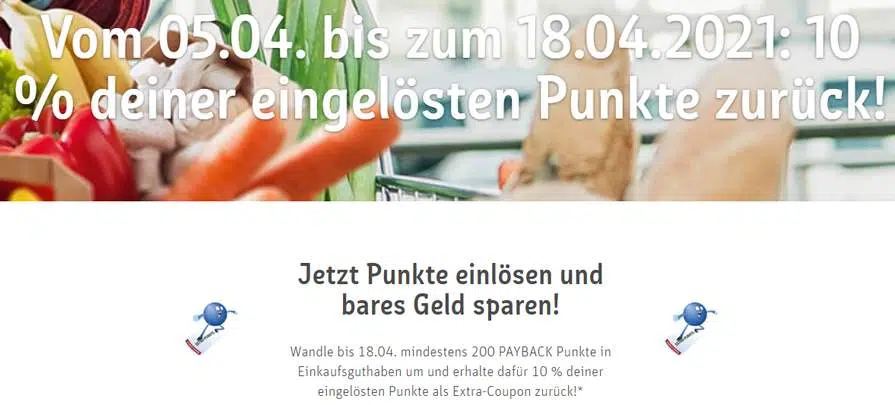 Vom 05.04. bis zum 18.04.2021: 10
% deiner eingelösten Punkte zurück!
Jetzt Punkte einlösen und
bares Geld sparen!
Wandle bis 18.04. mindestens 200 PAYBACK Punkte in
Einkaufsguthaben um und erhalte dafür 10 % deiner
eingelösten Punkte als Extra-Coupon zurück!*